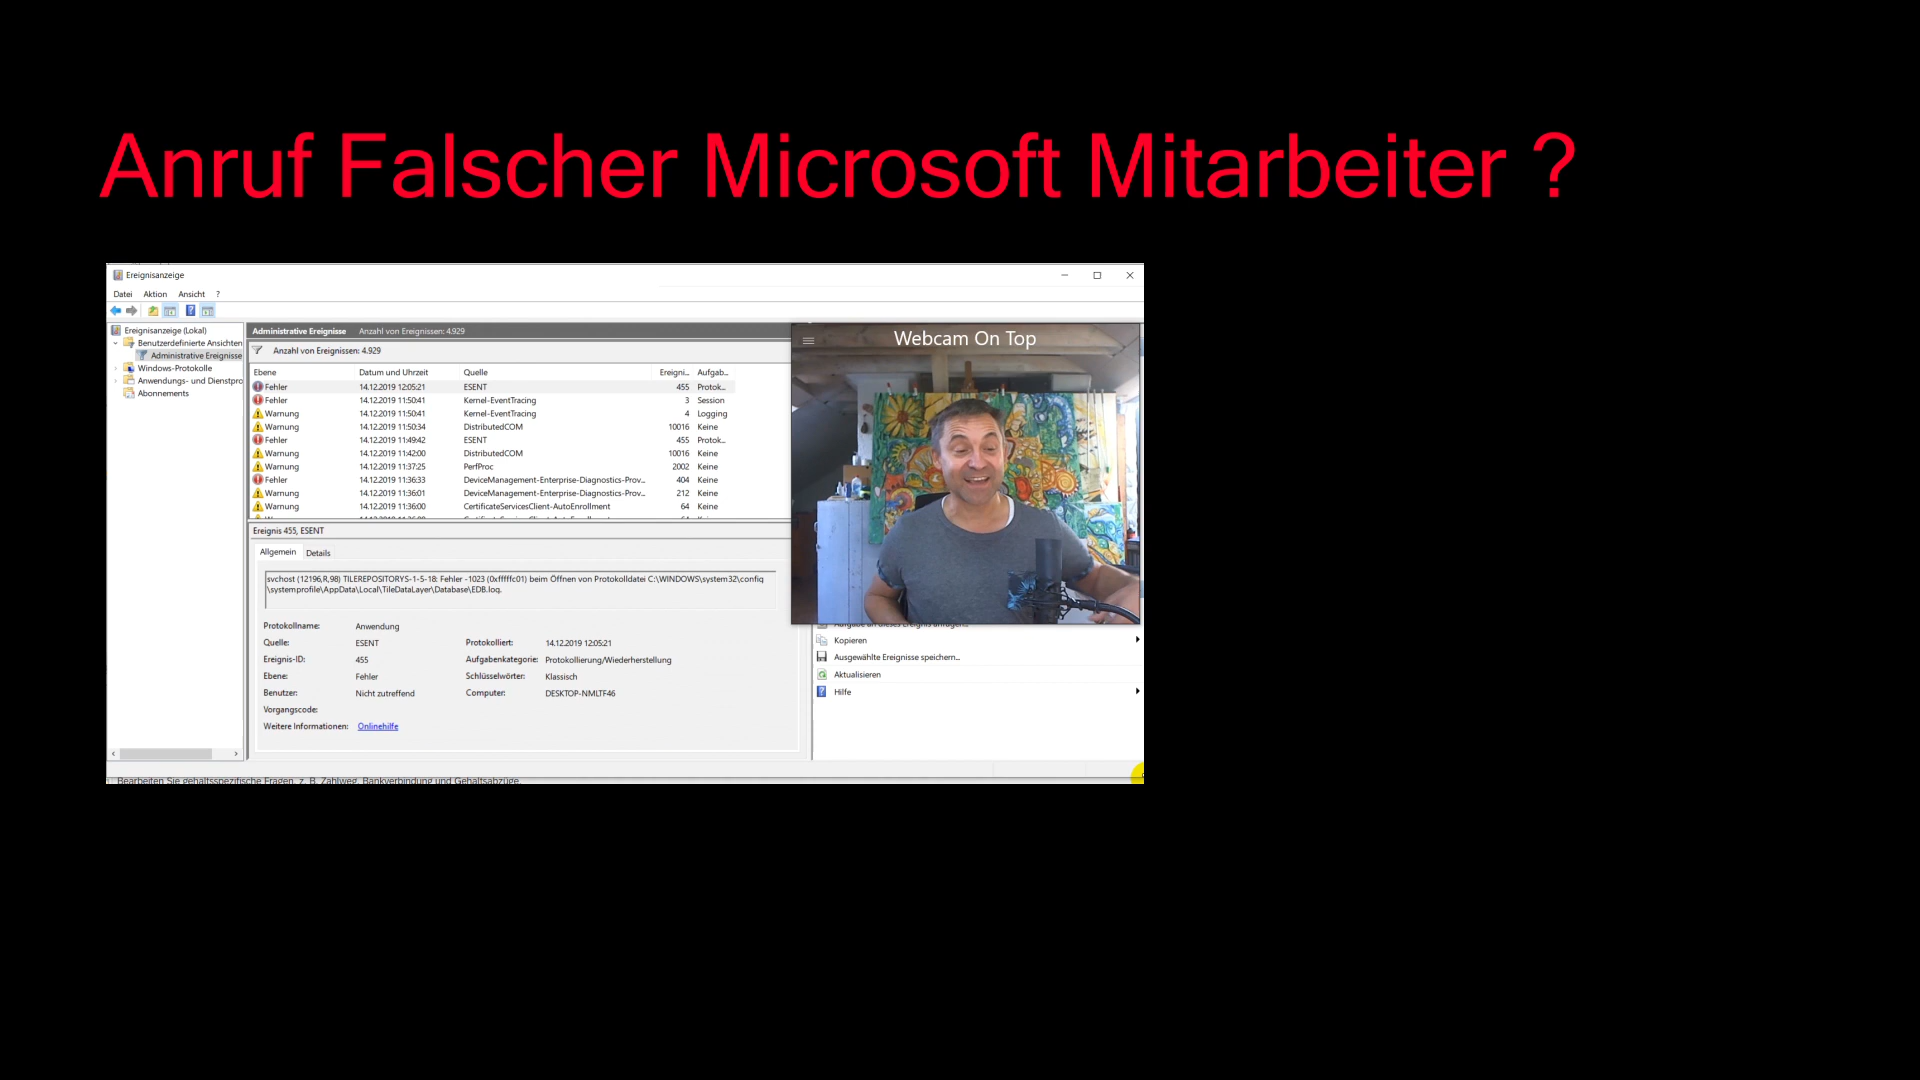 Anruf Falscher Microsoft Mitarbeiter ?
Ereignisanzeige
Datei Aktion Ansicht ?
Ereignisanzeige (Lokal)
Benutzerdefinierte Ansichten
Administrative Ereignisse
Windows-Protokolle
Anwendungs- und Dienstpro
Abonnements
Administrative Ereignisse Anzahl von Ereignissen: 4.929
Anzahl von Ereignissen: 4.929
Ebene Datum und Uhrzeit Quelle Ereigni... Aufgab...
Fehler 14.12.2019 12:05:21 ESENT 455 Protok...
Fehler 14.12.2019 11:50:41 Kernel-EventTracing 3 Session
Warnung 14.12.2019 11:50:41 Kernel-EventTracing 4 Logging
Warnung 14.12.2019 11:50:34 DistributedCOM 10016 Keine
Fehler 14.12.2019 11:49:42 ESENT 455 Protok...
Warnung 14.12.2019 11:42:00 DistributedCOM 10016 Keine
Warnung 14.12.2019 11:37:25 PerfProc 2002 Keine
Fehler 14.12.2019 11:36:33 DeviceManagement-Enterprise-Diagnostics-Prov... 404 Keine
Warnung 14.12.2019 11:36:01 DeviceManagement-Enterprise-Diagnostics-Prov... 212 Keine
Warnung 14.12.2019 11:36:00 CertificateServicesClient-AutoEnrollment 64 Keine
Ereignis 455, ESENT
Allgemein Details
svchost (12196,R,98) TILEREPOSITORYS-1-5-18: Fehler -1023 (0xfffffc01) beim Öffnen von Protokolldatei C:\WINDOWS\system32\config
\systemprofile\AppData\Local\TileDataLayer\Database\EDB.log.
Protokollname: Anwendung
Quelle: ESENT Protokolliert: 14.12.2019 12:05:21
Ereignis-ID: 455 Aufgabenkategorie: Protokollierung/Wiederherstellung
Ebene: Fehler Schlüsselwörter: Klassisch
Benutzer: Nicht zutreffend Computer: DESKTOP-NMLTF46
Vorgangscode:
Weitere Informationen: Onlinehilfe
Webcam On Top
Kopieren
Ausgewählte Ereignisse speichern...
Aktualisieren
Hilfe
Bearbeiten Sie gehaltsspezifische Fragen, z. B. Zahlweg, Bankverbindung und Gehaltsabzüge.